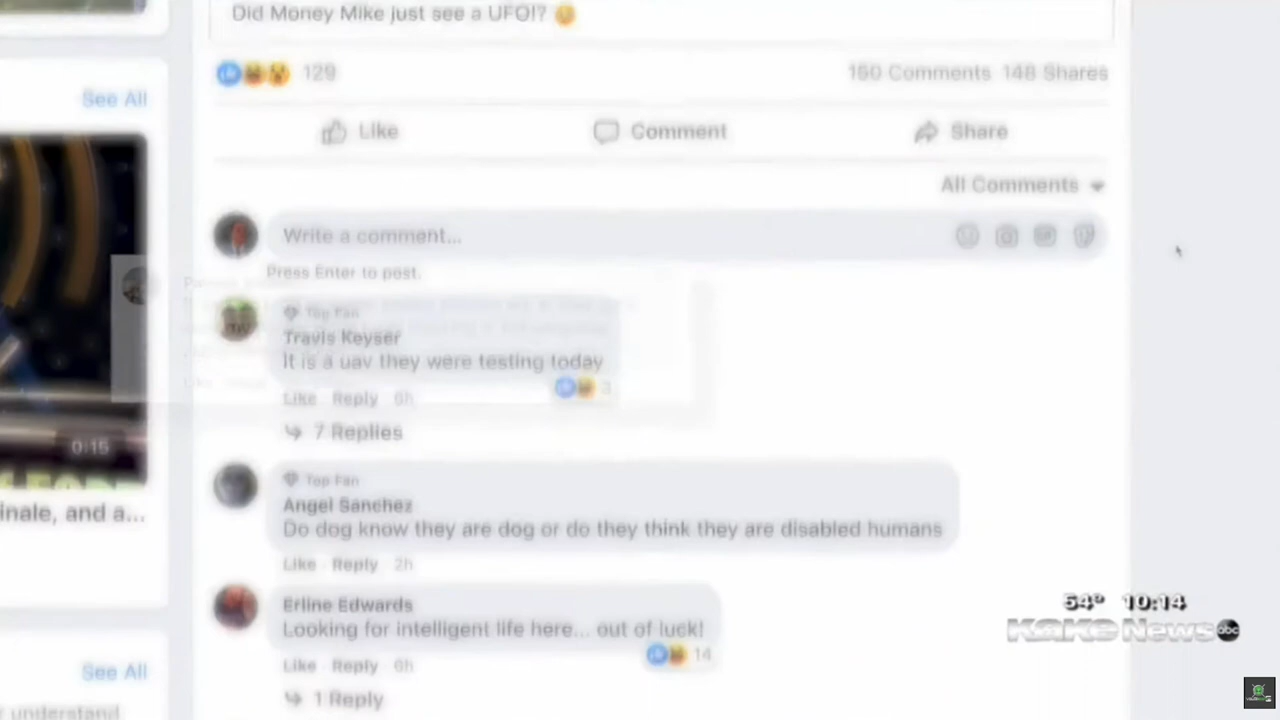 Did Money Mike just see a UFO!?
129
150 Comments 148 Shares
See All
Like
Comment
Share
All Comments
Write a comment...
Press Enter to post.
Top Fan
Travis Keyser
It is a uav they were testing today
3
Like Reply 6h
7 Replies
0:15
inale, and a...
Top Fan
Angel Sanchez
Do dog know they are dog or do they think they are disabled humans
Like Reply 2h
Erline Edwards
Looking for intelligent life here... out of luck!
14
Like Reply 6h
1 Reply
See All
r understand
54° 10:14
KAKE News abc